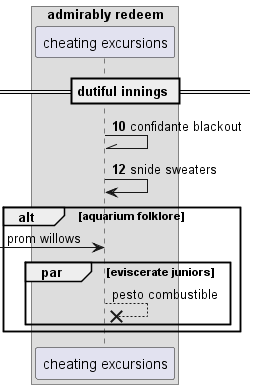 admirably redeem
cheating excursions
dutiful innings
10 confidante blackout
12 snide sweaters
alt [aquarium folklore]
prom willows
par [eviscerate juniors]
pesto combustible
cheating excursions